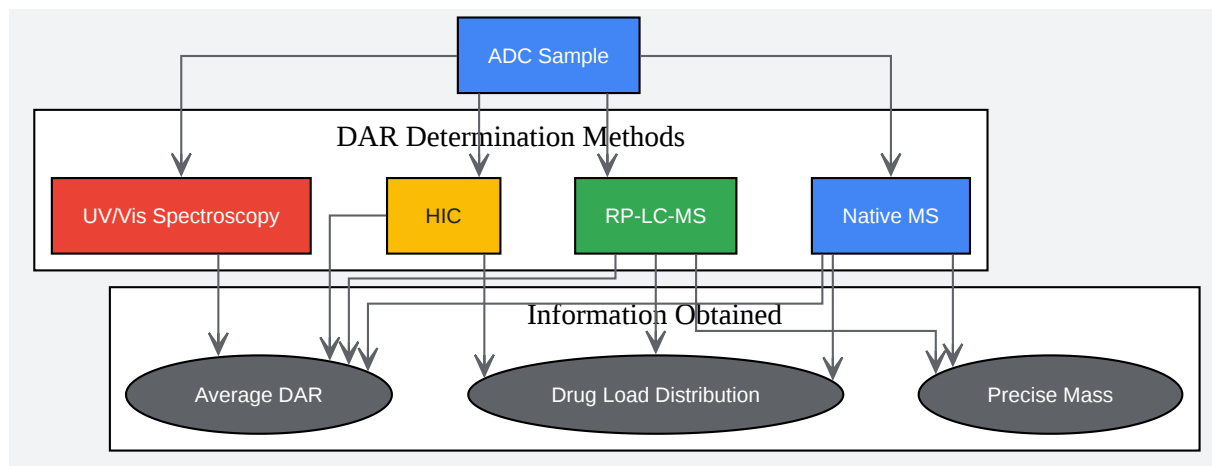 ADC Sample
DAR Determination Methods
UV/Vis Spectroscopy
HIC
RP-LC-MS
Native MS
Information Obtained
Average DAR
Drug Load Distribution
Precise Mass